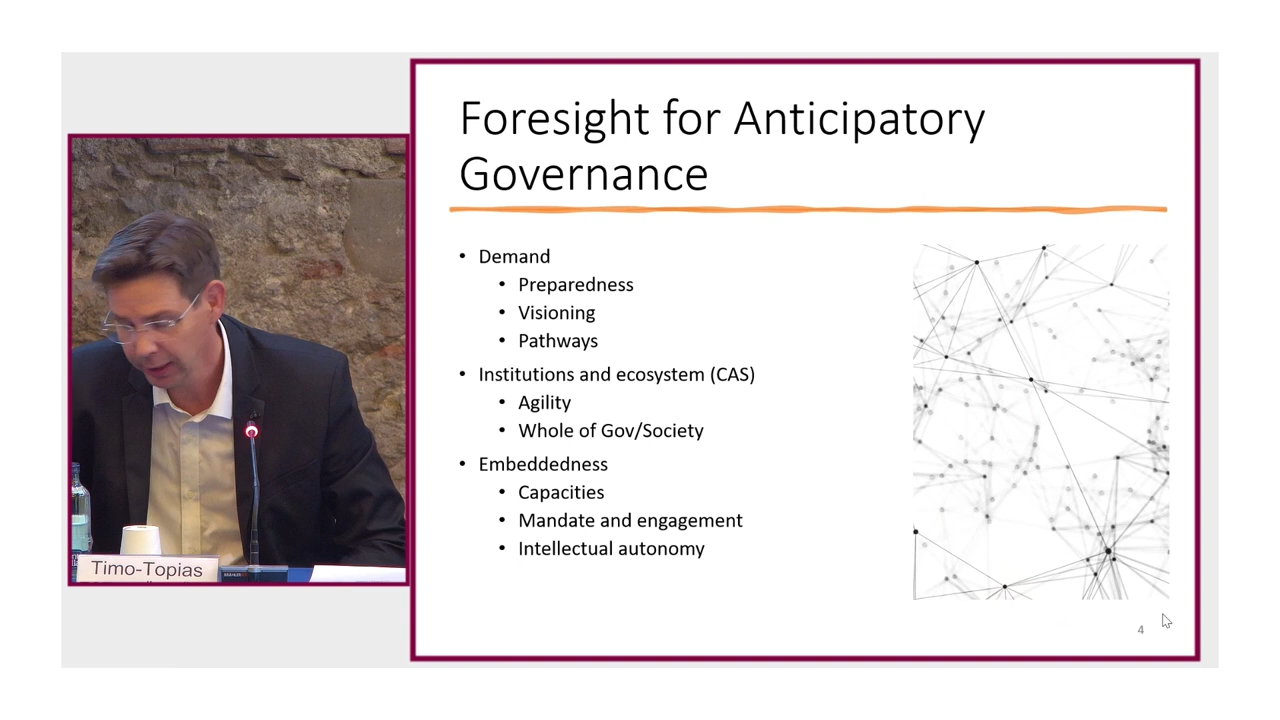 Foresight for Anticipatory
Governance
• Demand
• Preparedness
• Visioning
• Pathways
• Institutions and ecosystem (CAS)
• Agility
• Whole of Gov/Society
• Embeddedness
• Capacities
• Mandate and engagement
• Intellectual autonomy
4
Timo-Topias